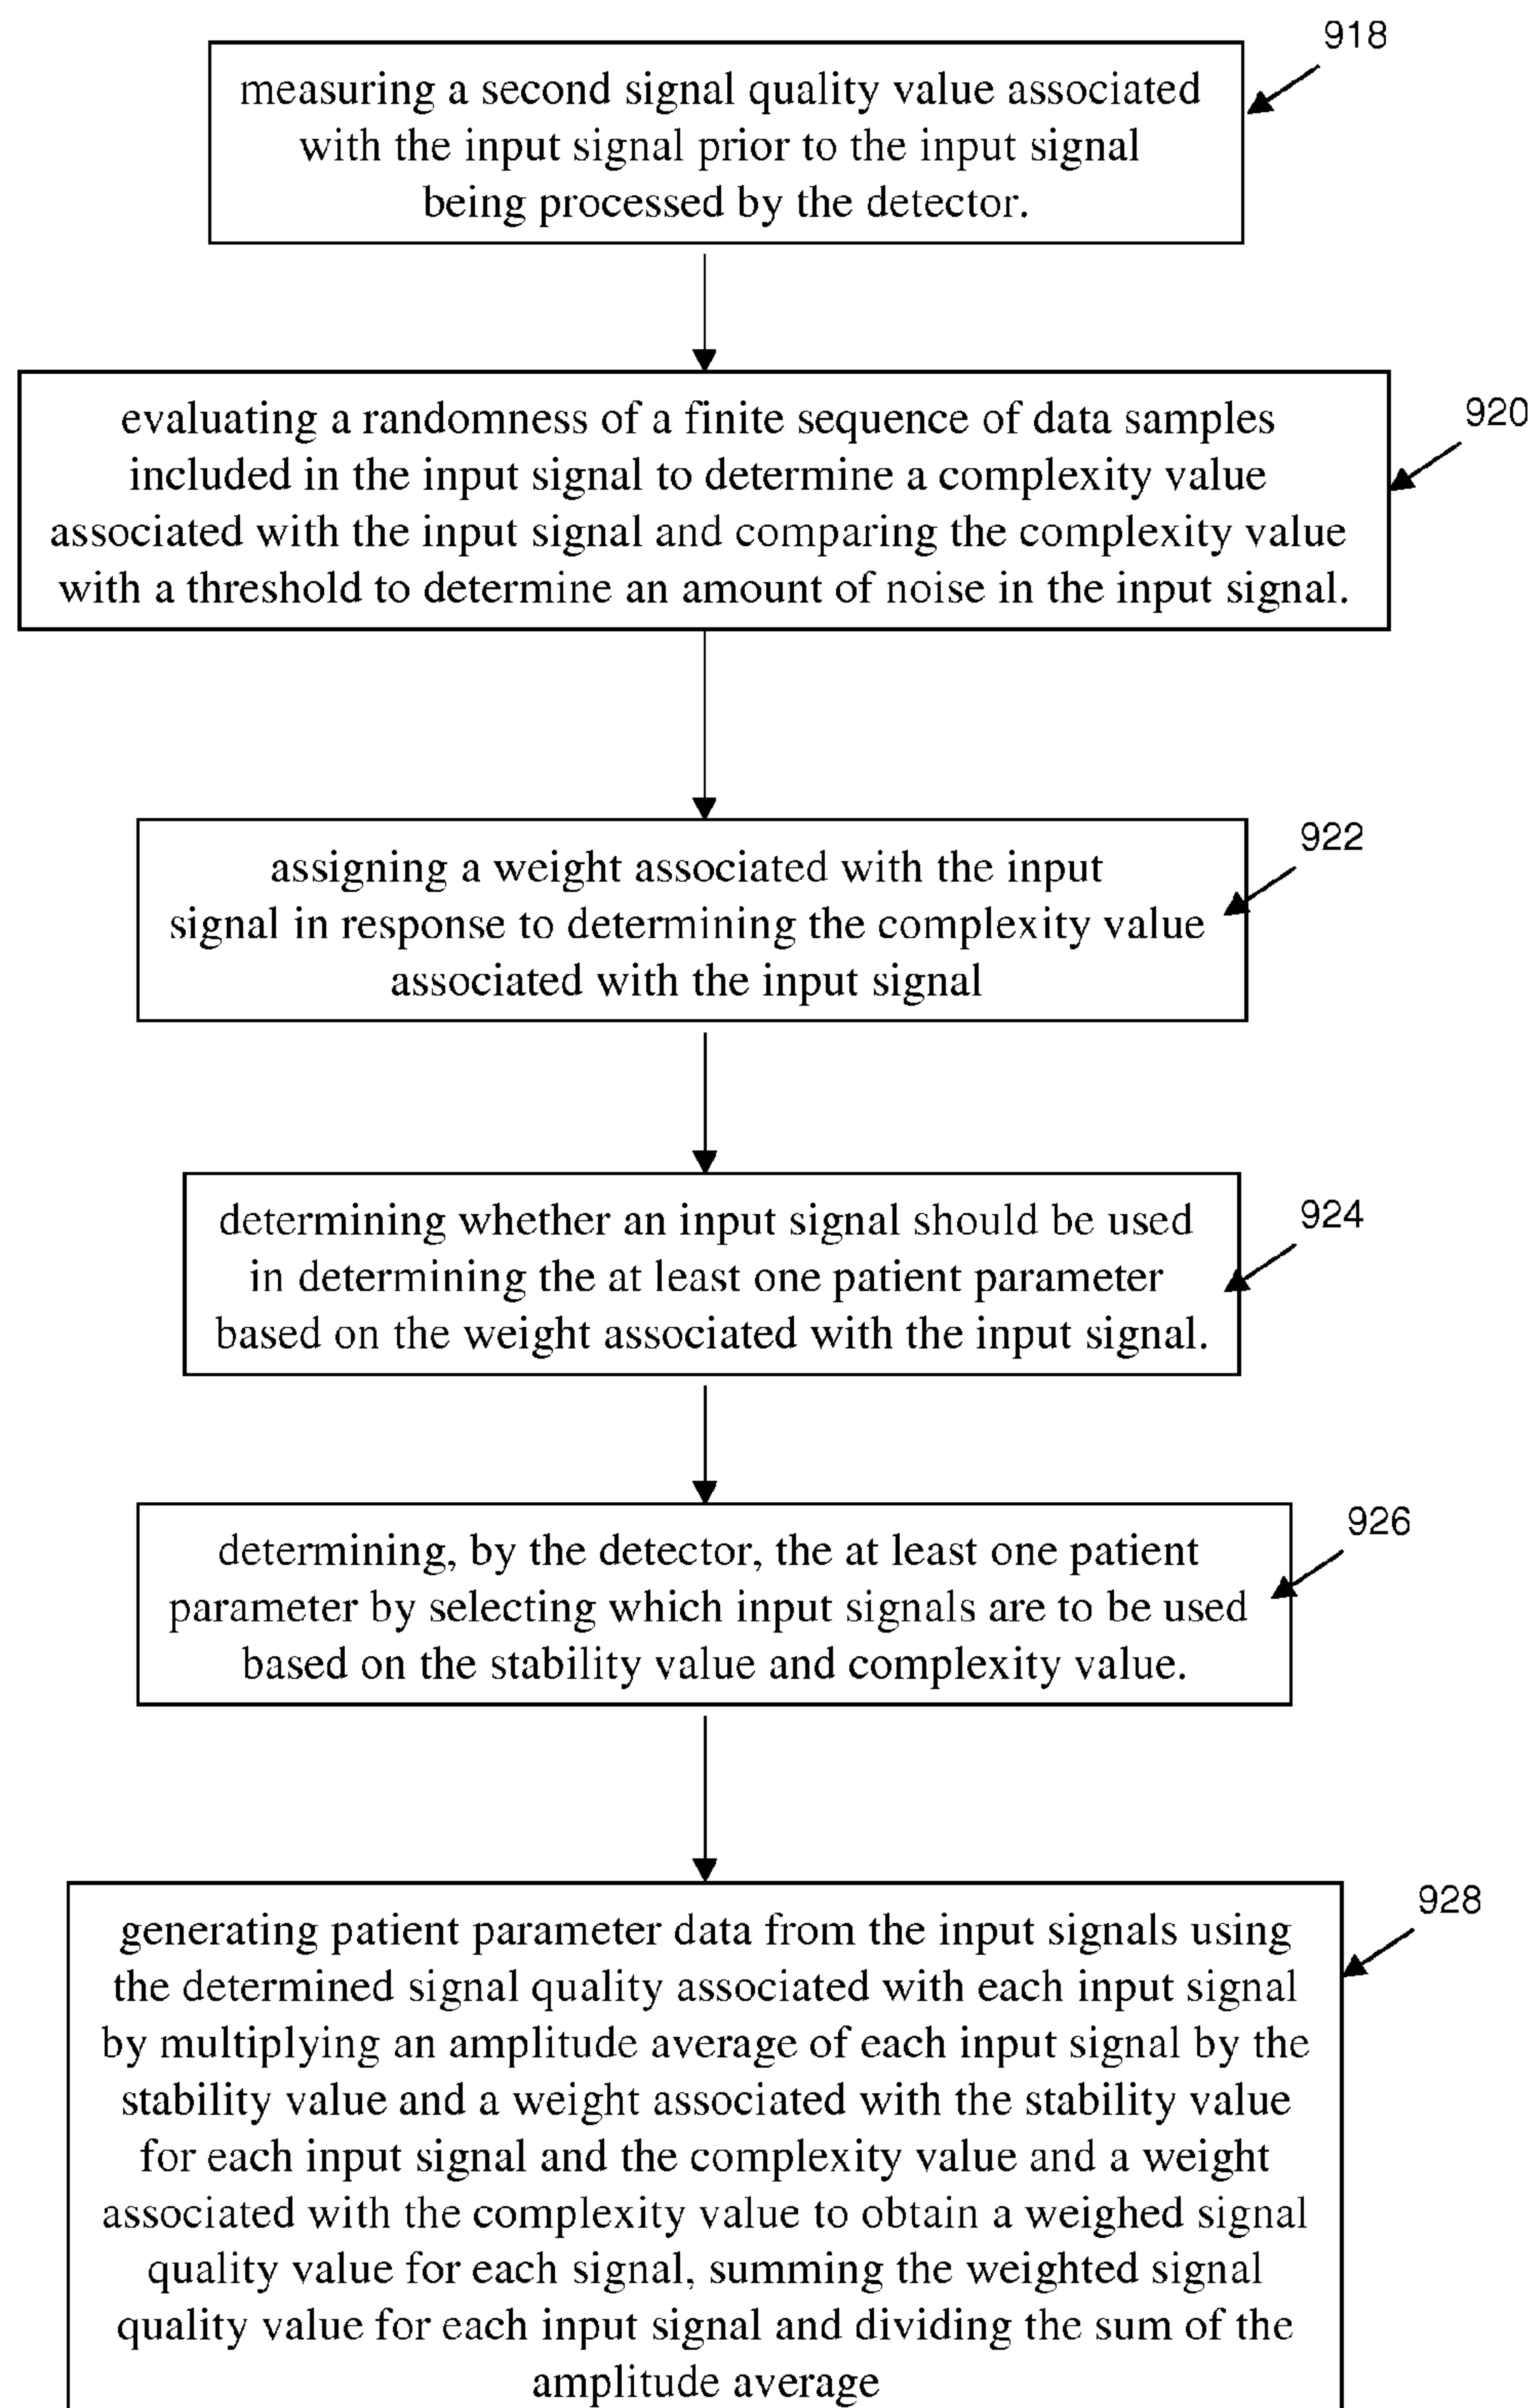 918
measuring a second signal quality value associated
with the input signal prior to the input signal
being processed by the detector.
920
evaluating a randomness of a finite sequence of data samples
included in the input signal to determine a complexity value
associated with the input signal and comparing the complexity value
with a threshold to determine an amount of noise in the input signal.
922
assigning a weight associated with the input
signal in response to determining the complexity value
associated with the input signal
924
determining whether an input signal should be used
in determining the at least one patient parameter
based on the weight associated with the input signal.
926
determining, by the detector, the at least one patient
parameter by selecting which input signals are to be used
based on the stability value and complexity value.
928
generating patient parameter data from the input signals using
the determined signal quality associated with each input signal
by multiplying an amplitude average of each input signal by the
stability value and a weight associated with the stability value
for each input signal and the complexity value and a weight
associated with the complexity value to obtain a weighed signal
quality value for each signal, summing the weighted signal
quality value for each input signal and dividing the sum of the
amplitude average